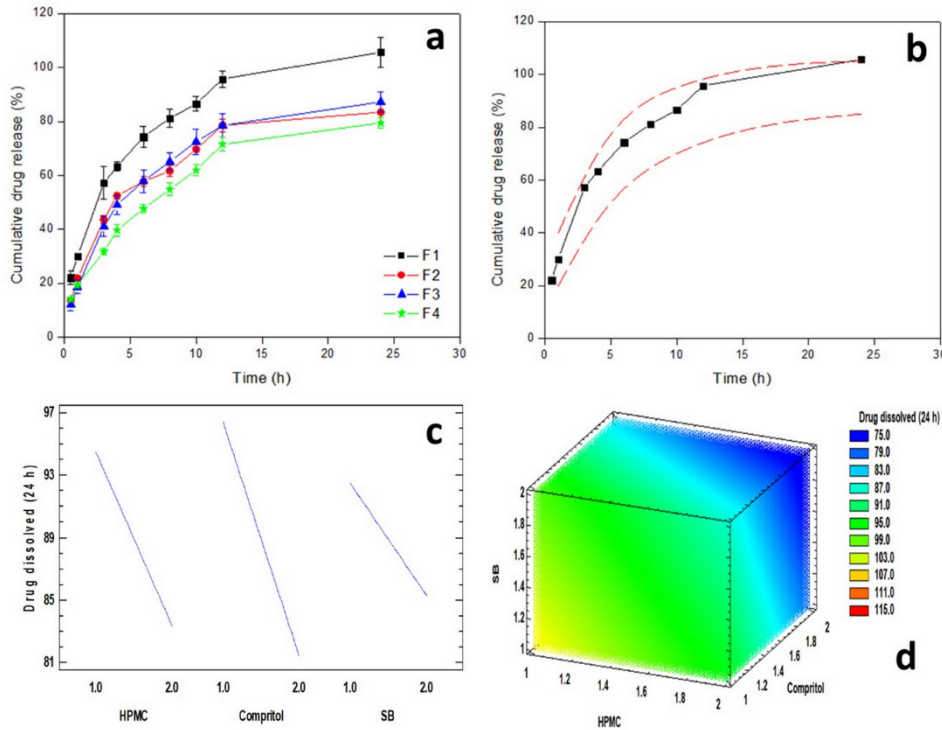 a
120
100
80
60
40
20
0
Cumulative drug release (%)
0 5 10 15 20 25 30
Time (h)
F1
F2
F3
F4
b
120
100
80
60
40
20
0
Cumulative drug release (%)
0 5 10 15 20 25 30
Time (h)
c
97
93
89
85
81
Drug dissolved (24 h)
1.0 2.0 1.0 2.0 1.0 2.0
HPMC Compritol SB
d
Drug dissolved (24 h)
75.0
79.0
83.0
87.0
91.0
95.0
99.0
103.0
107.0
111.0
115.0
2
1.8
1.6
1.4
1.2
1
SB
1 1.2 1.4 1.6 1.8 2
HPMC
1 1.2 1.4 1.6 1.8 2
Compritol